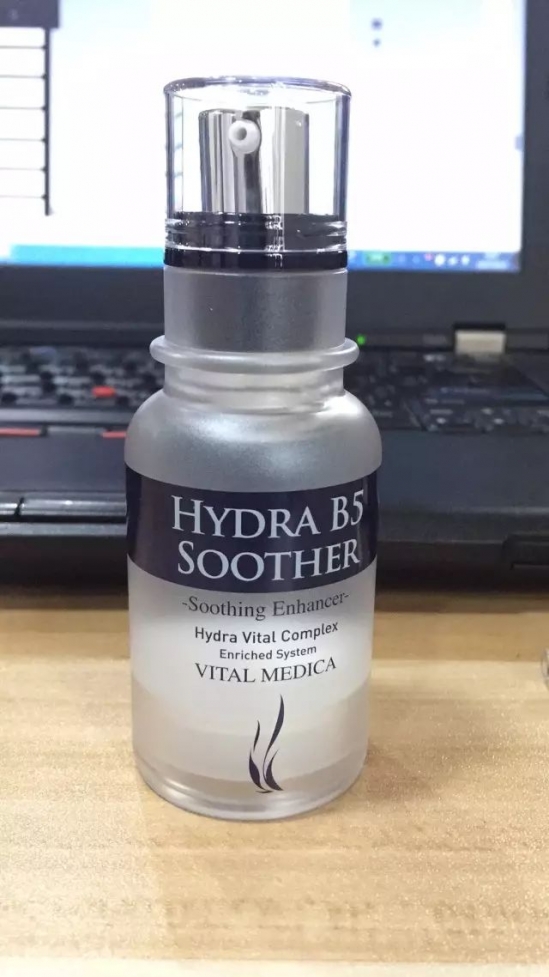 HYDRA B5
SOOTHER
-Soothing Enhancer-
Hydra Vital Complex
Enriched System
VITAL MEDICA